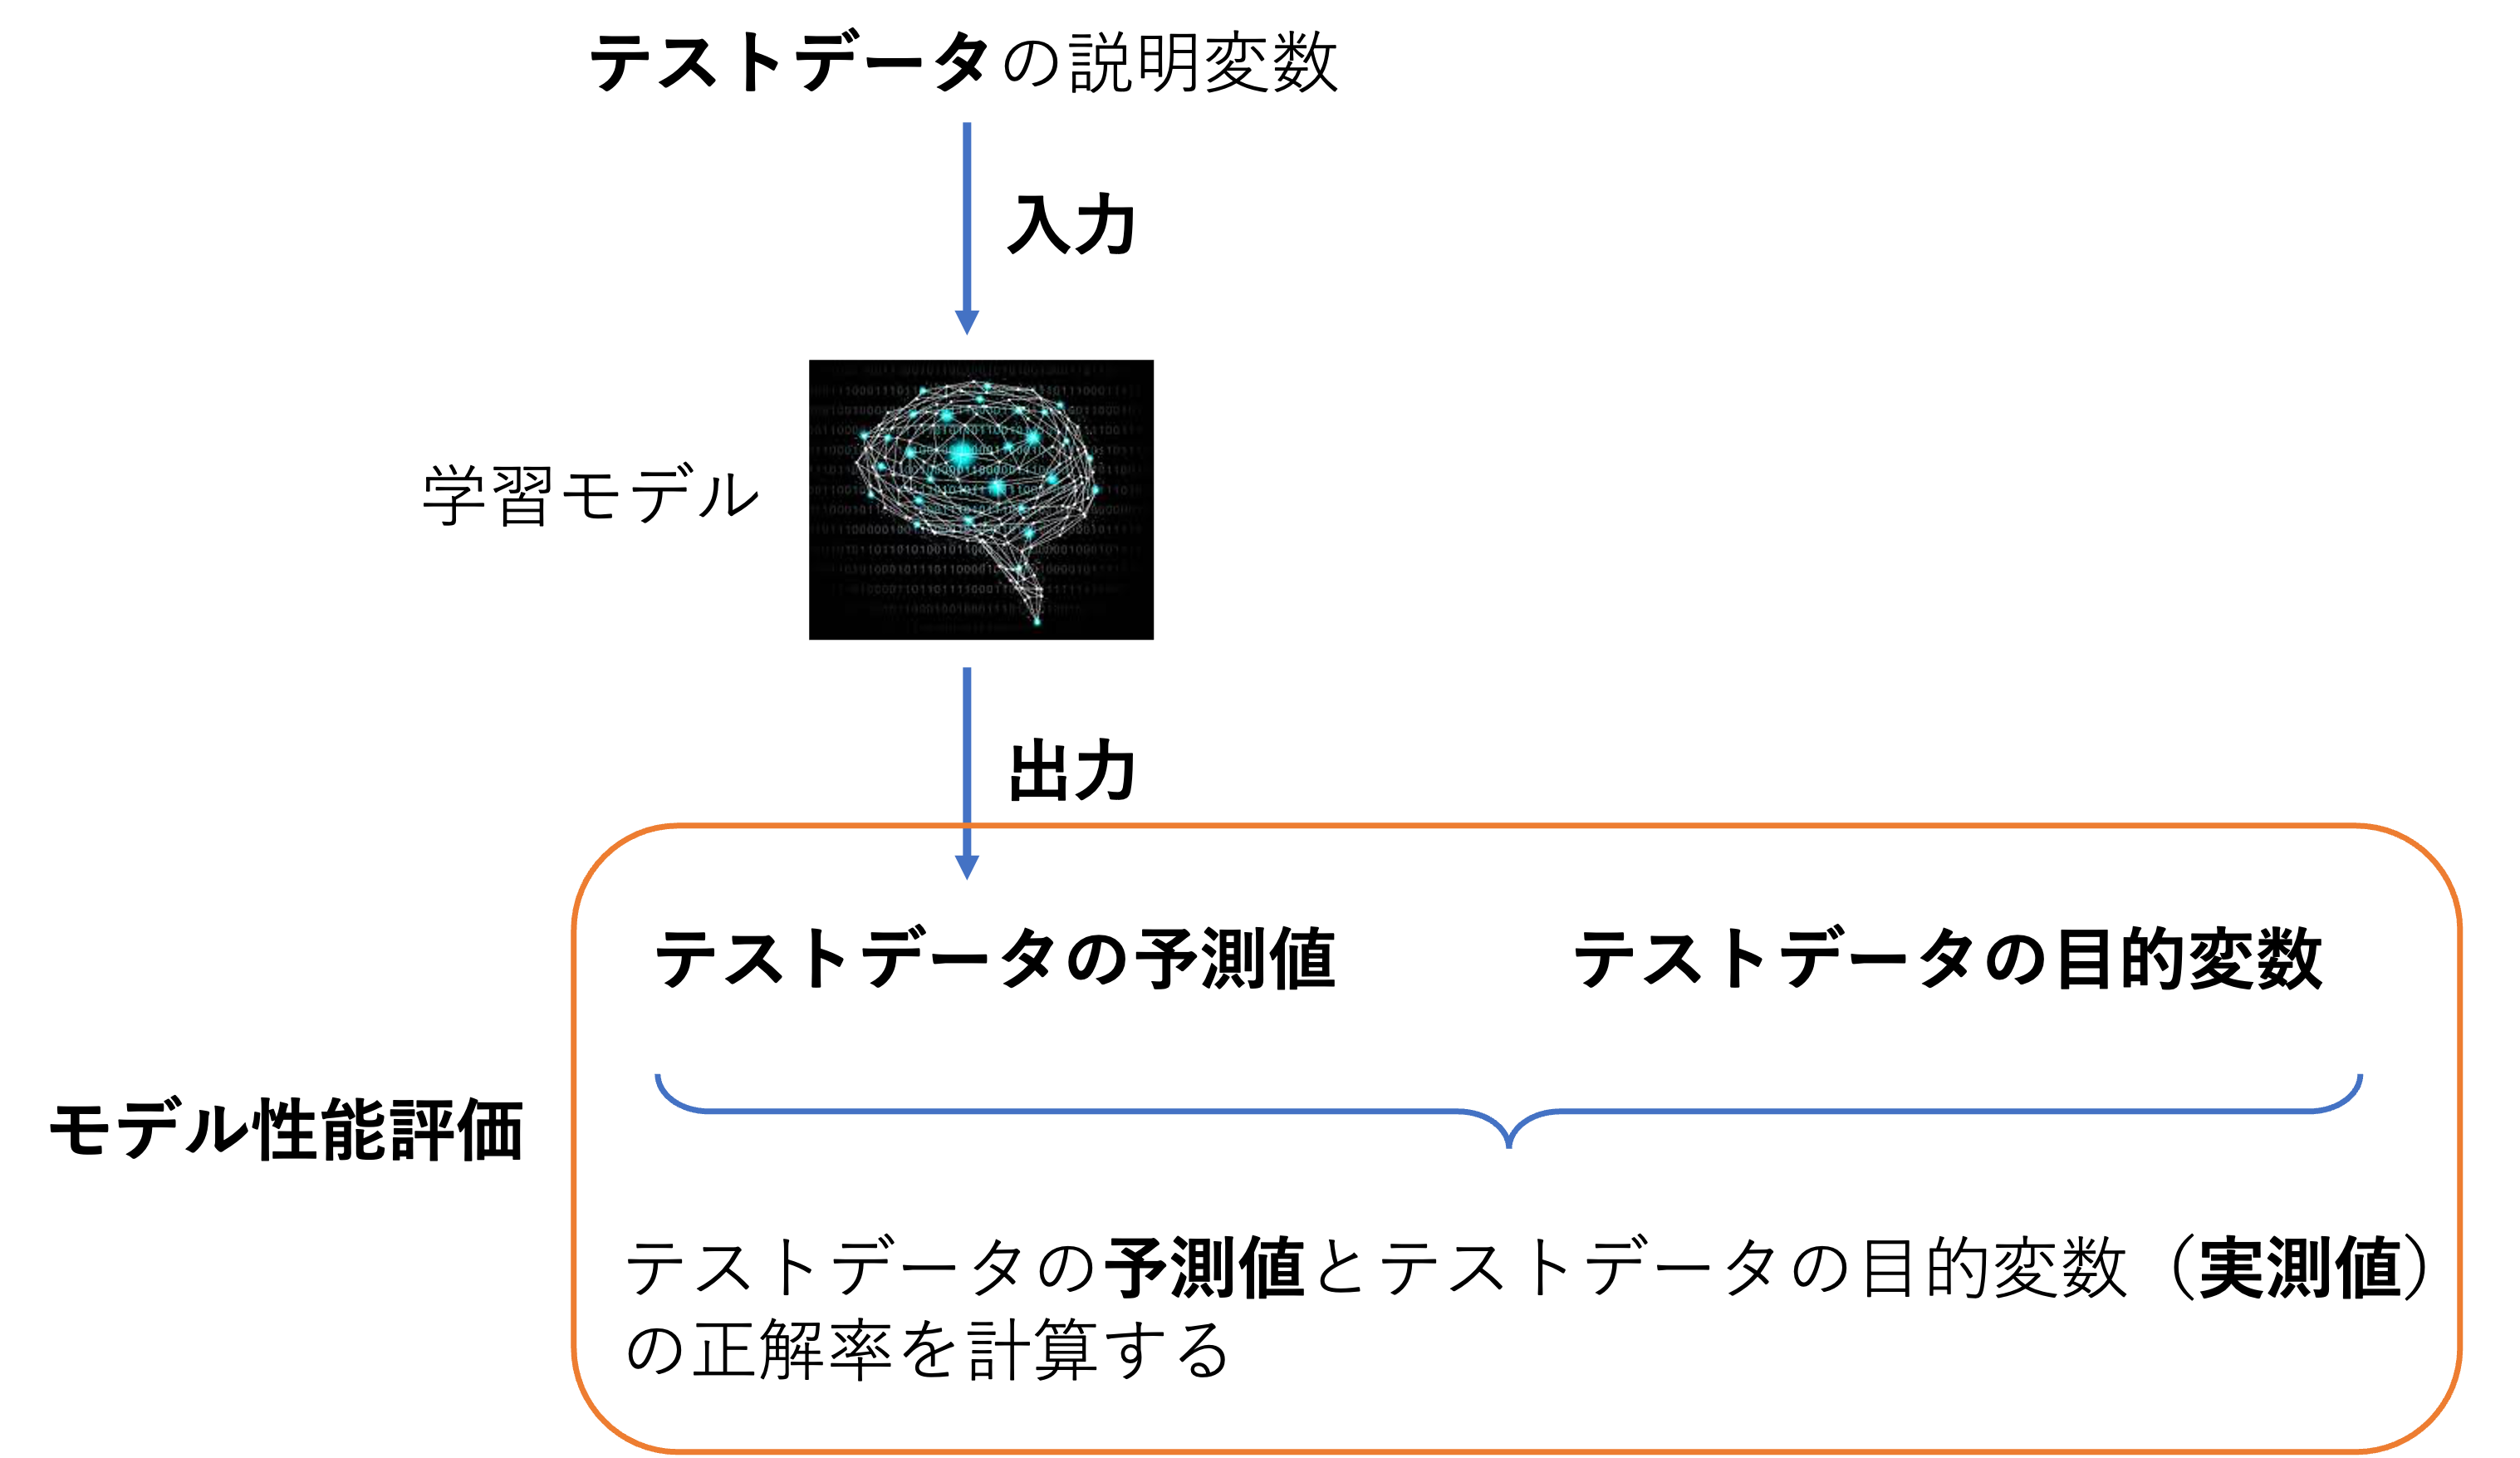 テストデータの説明変数
入力
学習モデル
出力
テストデータの予測値
テストデータの目的変数
モデル性能評価
テストデータの予測値とテストデータの目的変数（実測値）
の正解率を計算する